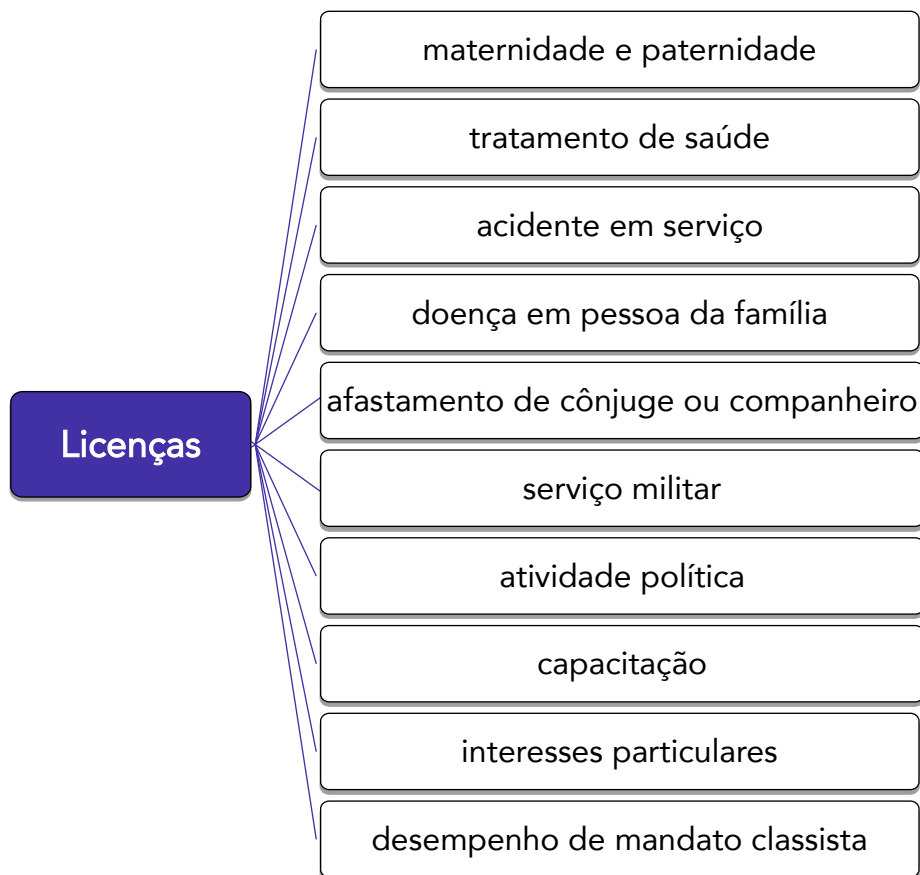 maternidade e paternidade
tratamento de saúde
acidente em serviço
doença em pessoa da família
afastamento de cônjuge ou companheiro
Licenças
serviço militar
atividade política
capacitação
interesses particulares
desempenho de mandato classista